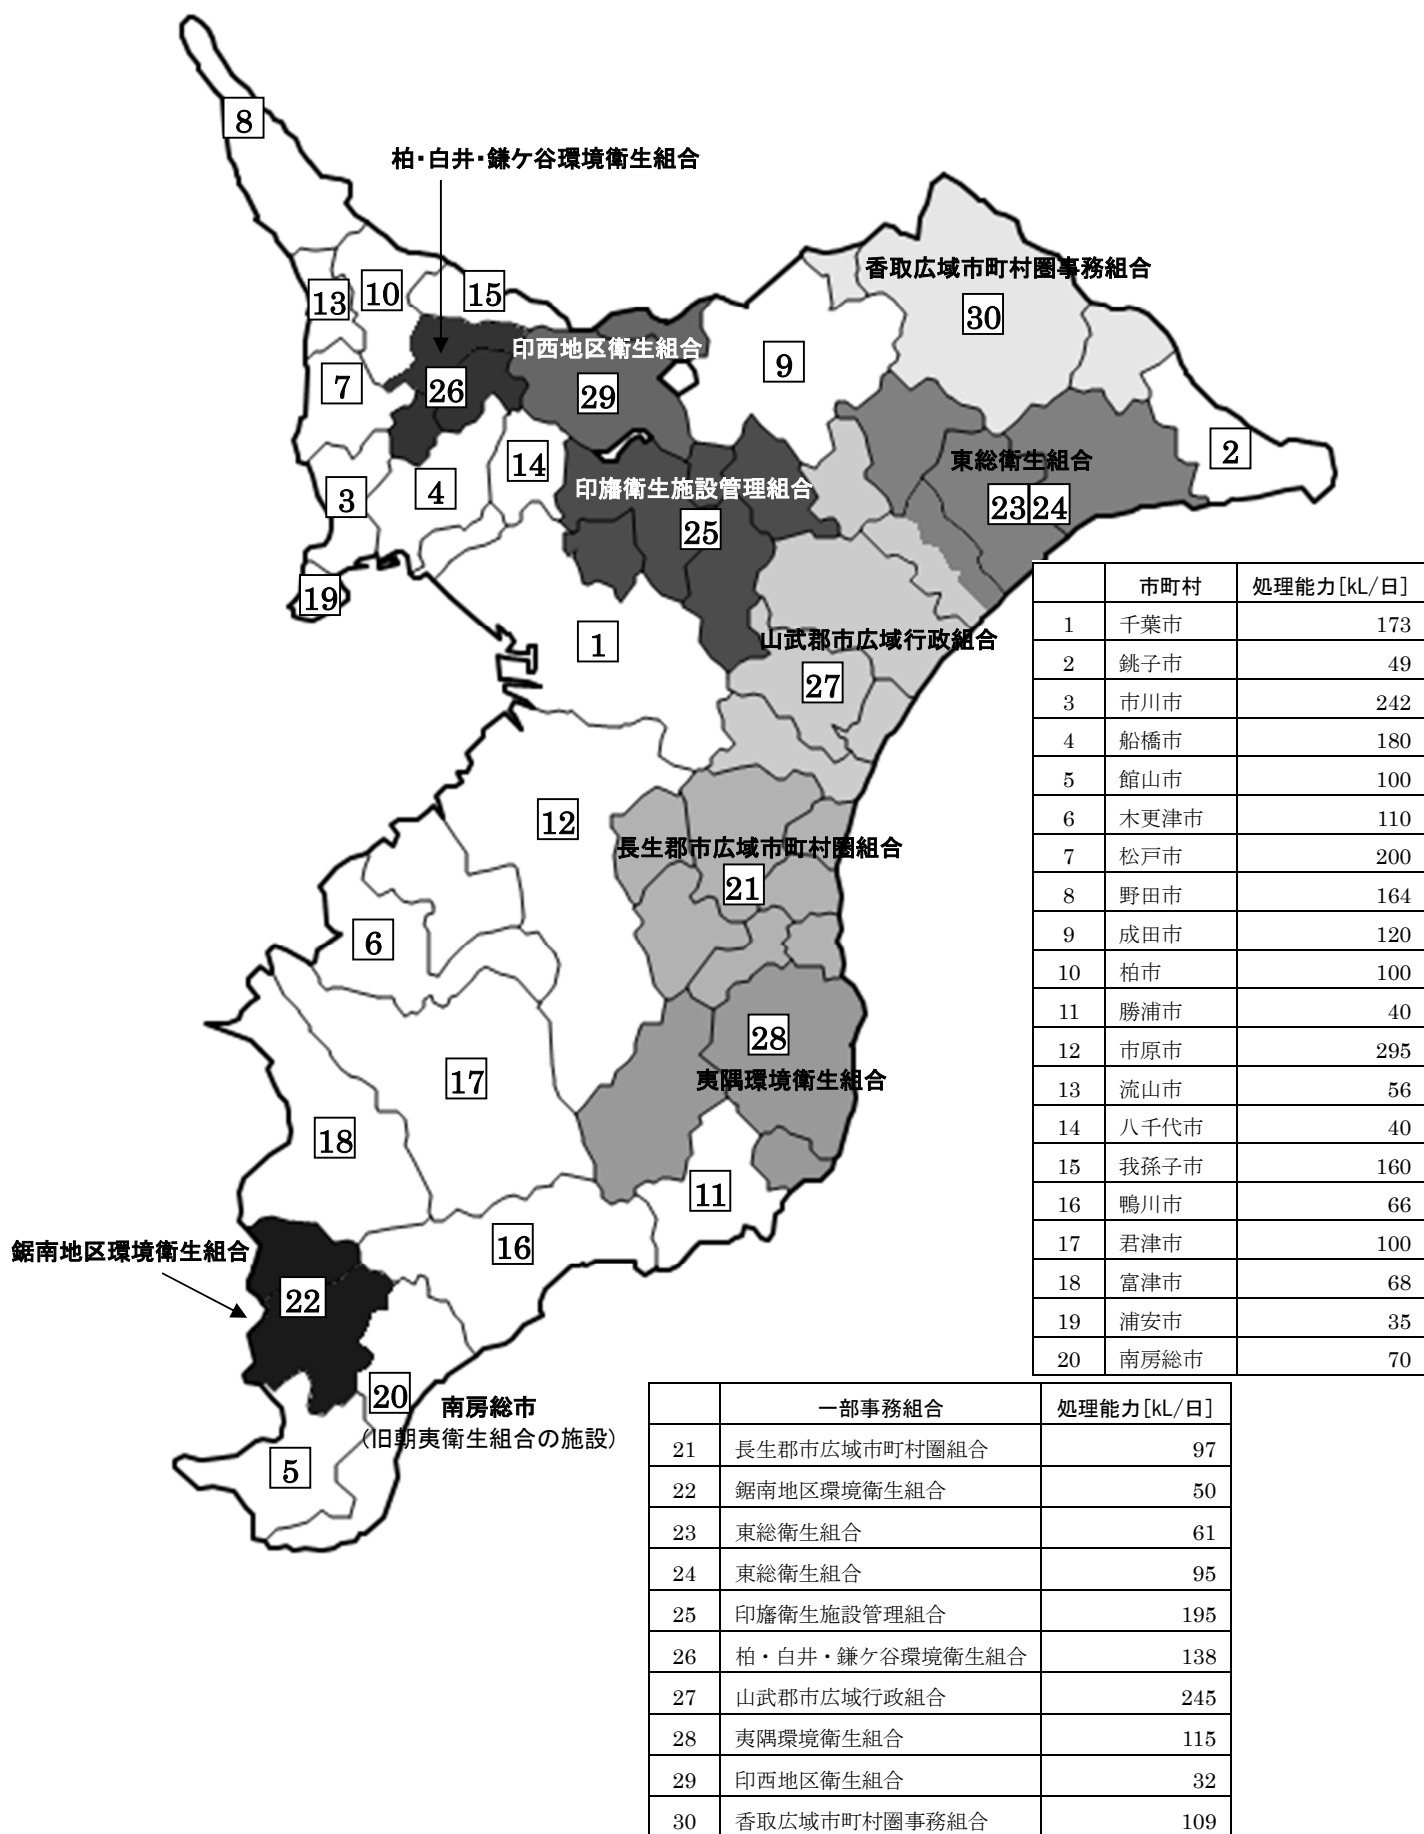 8
柏・白井・鎌ケ谷環境衛生組合
香取広域市町村圏事務組合
13
10
15
30
印西地区衛生組合
9
7
26
29
2
14
東総衛生組合
3
4
印旛衛生施設管理組合
23 24
25
19
1
山武郡市広域行政組合
27
12
長生郡市広域市町村圏組合
21
6
28
夷隅環境衛生組合
17
18
11
16
鋸南地区環境衛生組合
22
20
南房総市
(旧朝夷衛生組合の施設)
5
市町村 処理能力[kL/日]
1 千葉市 173
2 銚子市 49
3 市川市 242
4 船橋市 180
5 館山市 100
6 木更津市 110
7 松戸市 200
8 野田市 164
9 成田市 120
10 柏市 100
11 勝浦市 40
12 市原市 295
13 流山市 56
14 八千代市 40
15 我孫子市 160
16 鴨川市 66
17 君津市 100
18 富津市 68
19 浦安市 35
20 南房総市 70
一部事務組合 処理能力[kL/日]
21 長生郡市広域市町村圏組合 97
22 鋸南地区環境衛生組合 50
23 東総衛生組合 61
24 東総衛生組合 95
25 印旛衛生施設管理組合 195
26 柏・白井・鎌ケ谷環境衛生組合 138
27 山武郡市広域行政組合 245
28 夷隅環境衛生組合 115
29 印西地区衛生組合 32
30 香取広域市町村圏事務組合 109